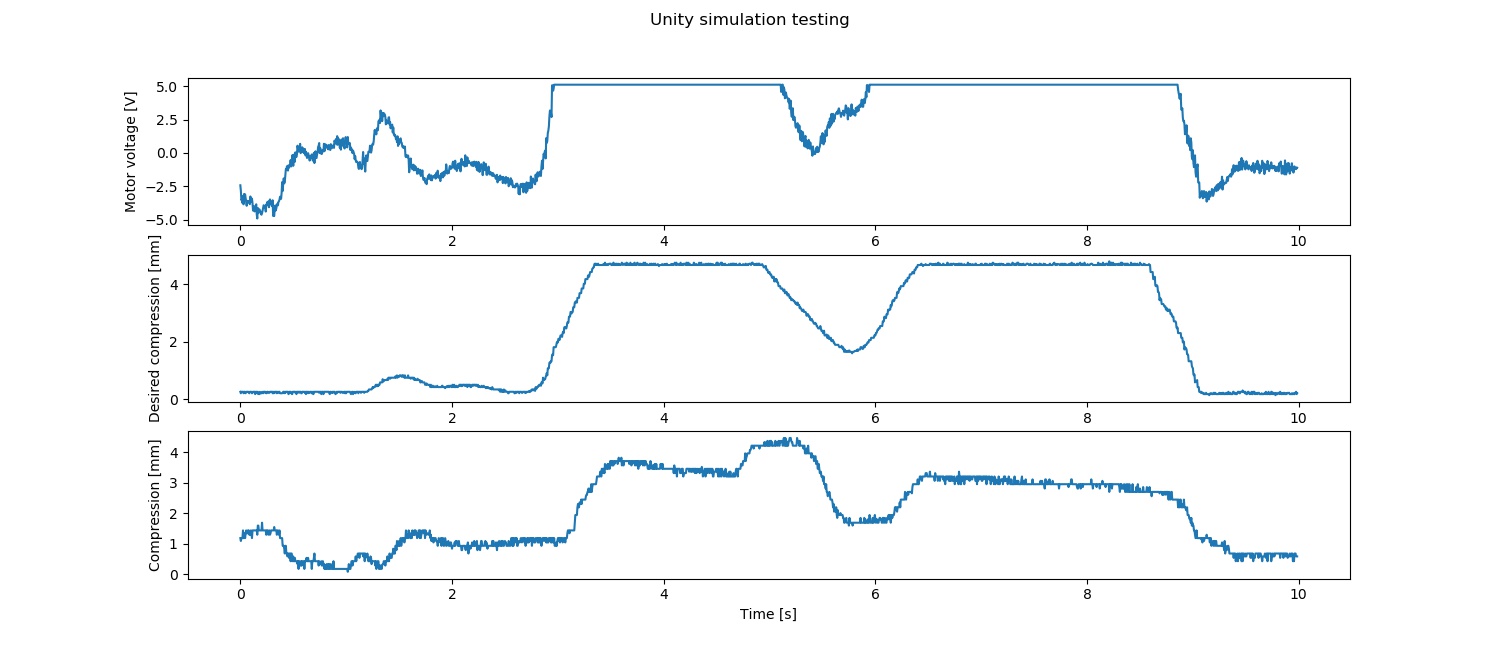 Unity simulation testing
Motor voltage [V]
5.0
2.5
0.0
−2.5
−5.0
0 2 4 6 8 10
Desired compression [mm]
4
2
0
0 2 4 6 8 10
Compression [mm]
4
3
2
1
0
0 2 4 6 8 10
Time [s]